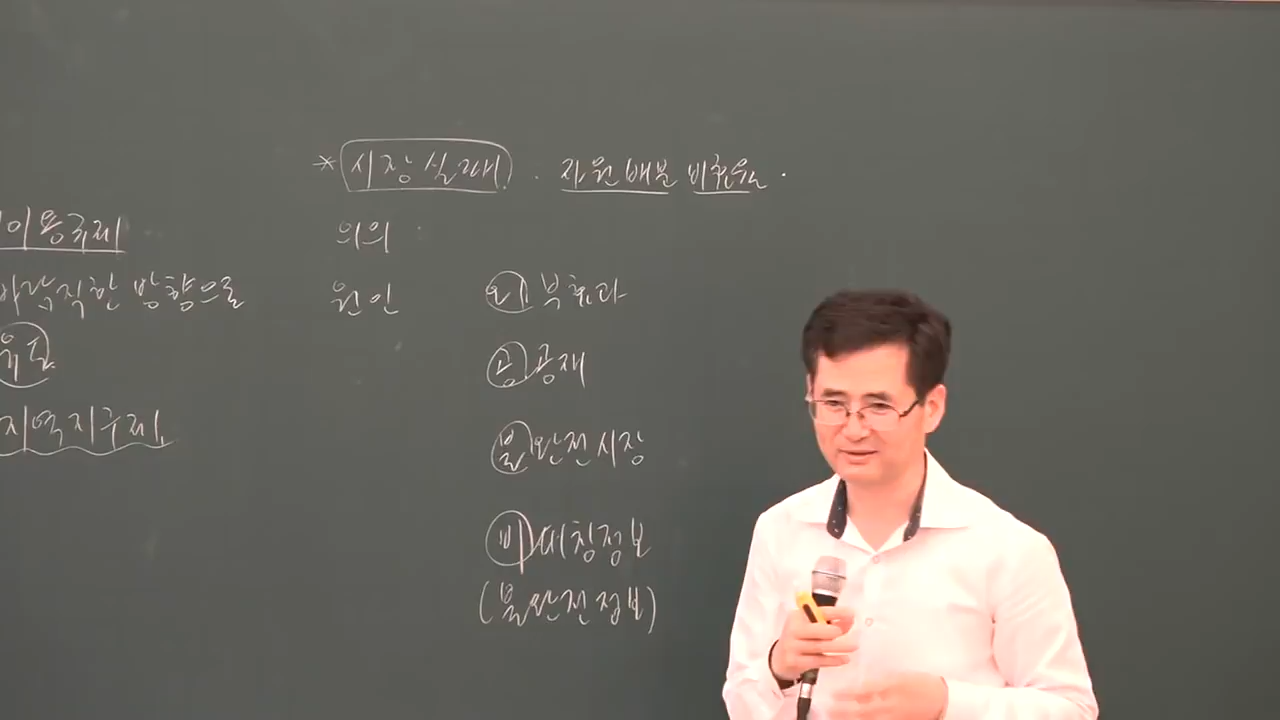 이용규제
바람직한 방향으로
유도
지역지구제
* 시장실패 . 자원배분 비효율 .
의의 :
원인 외부효과
공공재
불완전시장
비대칭정보
(불완전정보)